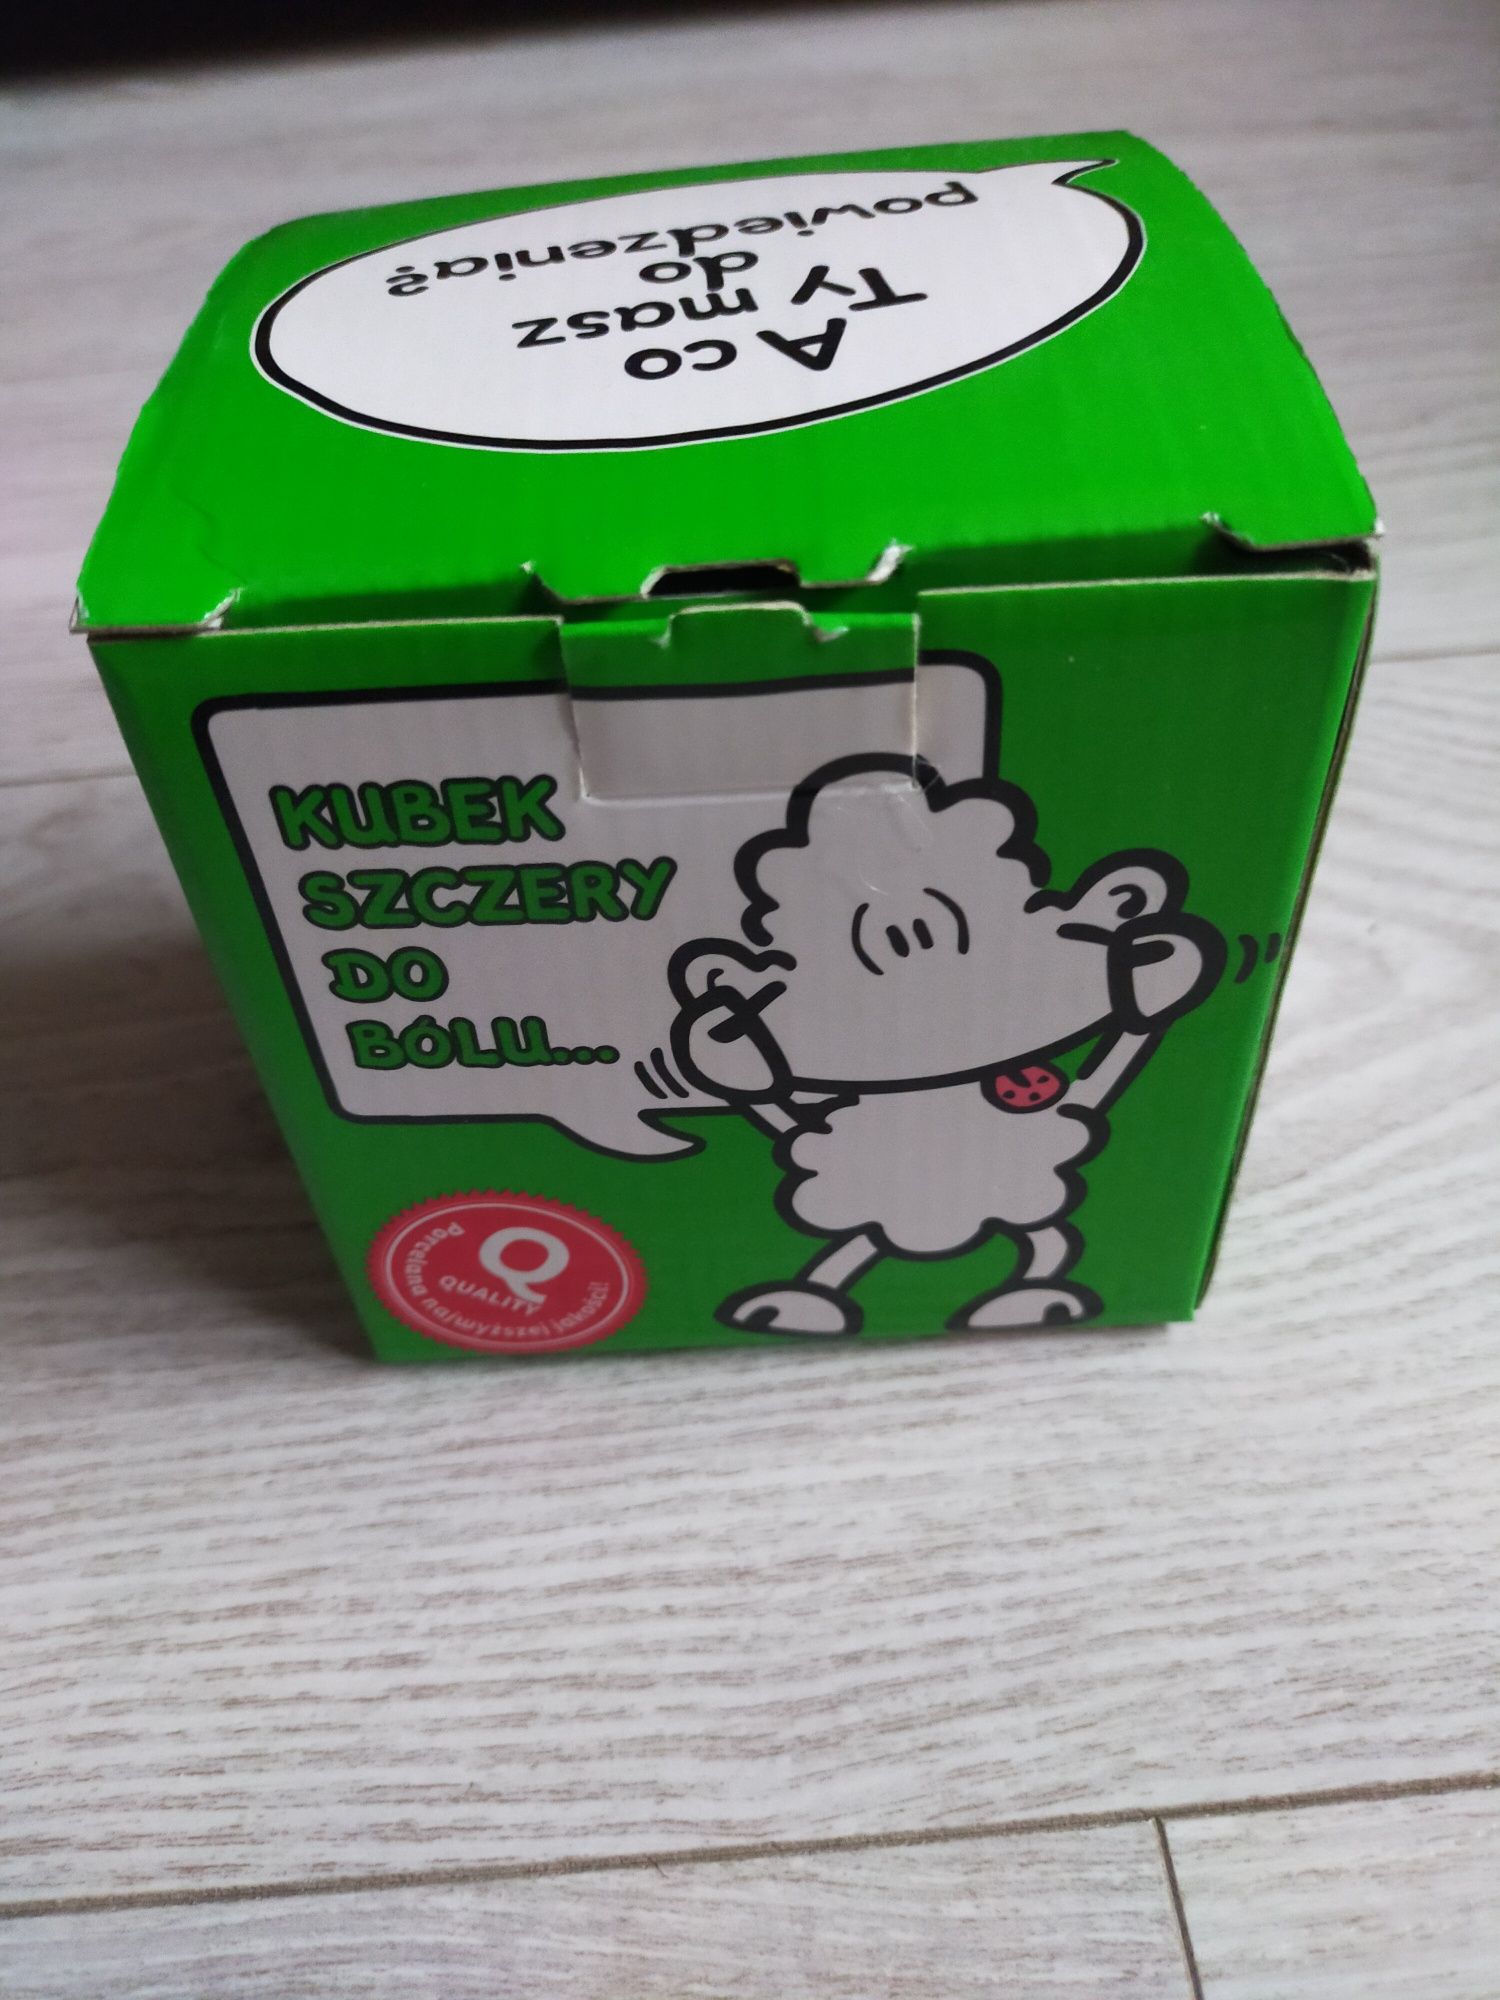 A co
Ty masz
do
powiedzenia?
KUBEK
SZCZERY
DO
BÓLU...
Q
QUALITY
Porcelana najwyższej jakości!